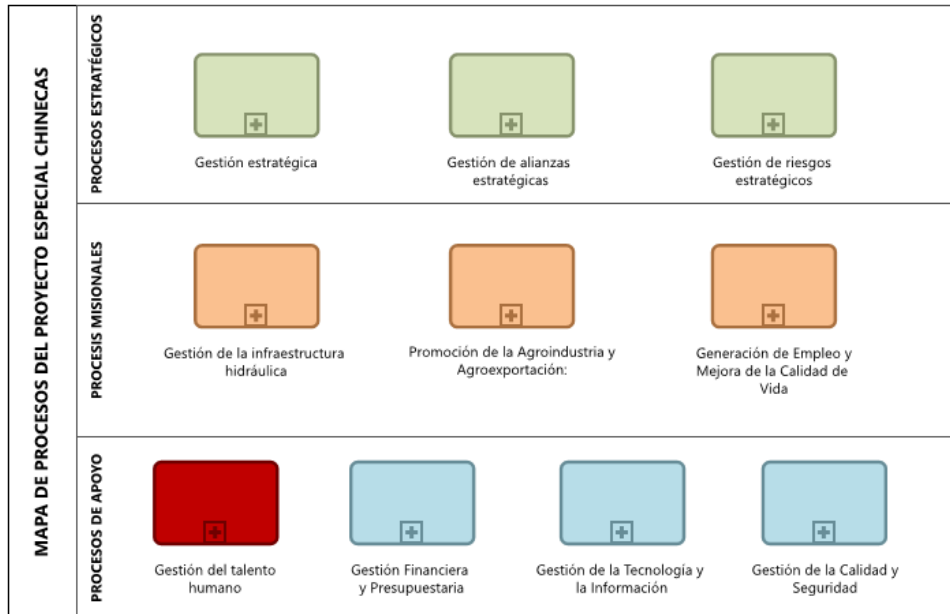 MAPA DE PROCESOS DEL PROYECTO ESPECIAL CHINECAS
PROCESOS ESTRATÉGICOS
Gestión estratégica
Gestión de alianzas
estratégicas
Gestión de riesgos
estratégicos
PROCESIS MISIONALES
Gestión de la infraestructura
hidráulica
Promoción de la Agroindustria y
Agroexportación:
Generación de Empleo y
Mejora de la Calidad de
Vida
PROCESOS DE APOYO
Gestión del talento
humano
Gestión Financiera
y Presupuestaria
Gestión de la Tecnología y
la Información
Gestión de la Calidad y
Seguridad